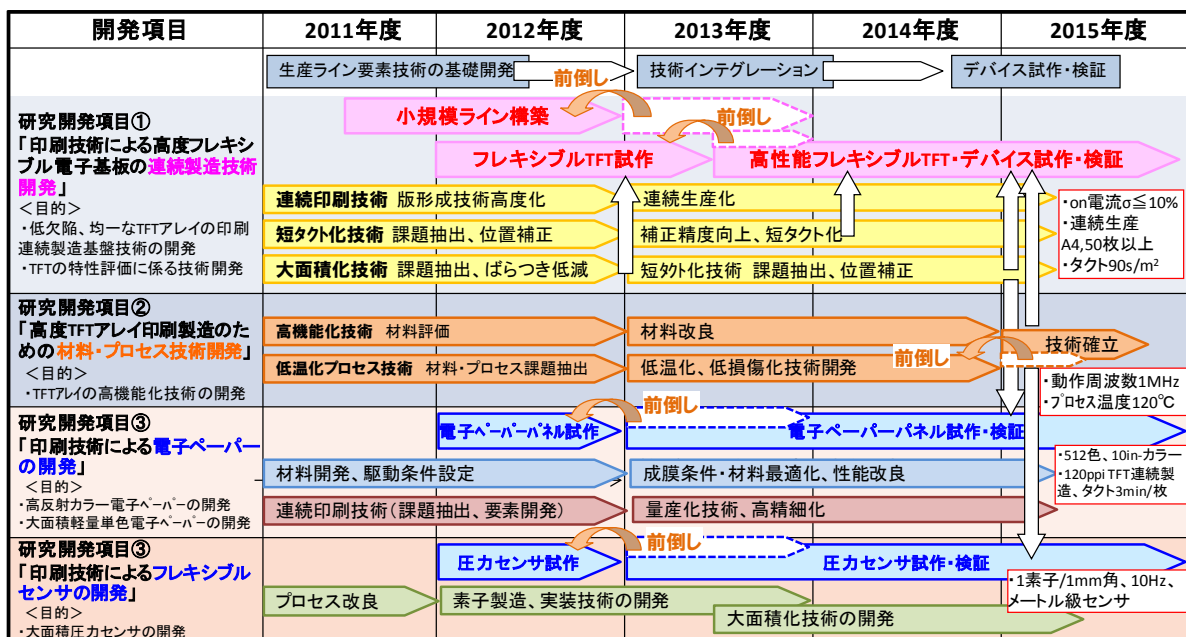 開発項目
2011年度
2012年度
2013年度
2014年度
2015年度
生産ライン要素技術の基礎開発
技術インテグレーション
デバイス試作・検証
前倒し
小規模ライン構築
前倒し
フレキシブルTFT試作
高性能フレキシブルTFT・デバイス試作・検証
研究開発項目①
「印刷技術による高度フレキシ
ブル電子基板の連続製造技術
開発」
<目的>
・低欠陥、均一なTFTアレイの印刷
連続製造基盤技術の開発
・TFTの特性評価に係る技術開発
連続印刷技術 版形成技術高度化
連続生産化
短タクト化技術 課題抽出、位置補正
補正精度向上、短タクト化
大面積化技術 課題抽出、ばらつき低減
短タクト化技術 課題抽出、位置補正
・on電流σ≦10%
・連続生産
A4,50枚以上
・タクト90s/m²
研究開発項目②
「高度TFTアレイ印刷製造のた
めの材料・プロセス技術開発」
<目的>
・TFTアレイの高機能化技術の開発
高機能化技術 材料評価
材料改良
技術確立
低温化プロセス技術 材料・プロセス課題抽出
低温化、低損傷化技術開発
前倒し
・動作周波数1MHz
・プロセス温度120℃
研究開発項目③
「印刷技術による電子ペーパー
の開発」
<目的>
・高反射カラー電子ペーパーの開発
・大面積軽量単色電子ペーパーの開発
前倒し
電子ペーパーパネル試作
電子ペーパーパネル試作・検証
材料開発、駆動条件設定
成膜条件・材料最適化、性能改良
連続印刷技術(課題抽出、要素開発)
量産化技術、高精細化
・512色、10in-カラー
・120ppi TFT連続製
造、タクト3min/枚
研究開発項目③
「印刷技術によるフレキシブル
センサの開発」
<目的>
・大面積圧力センサの開発
前倒し
圧力センサ試作
圧力センサ試作・検証
プロセス改良
素子製造、実装技術の開発
大面積化技術の開発
・1素子/1mm角、10Hz、
メートル級センサ